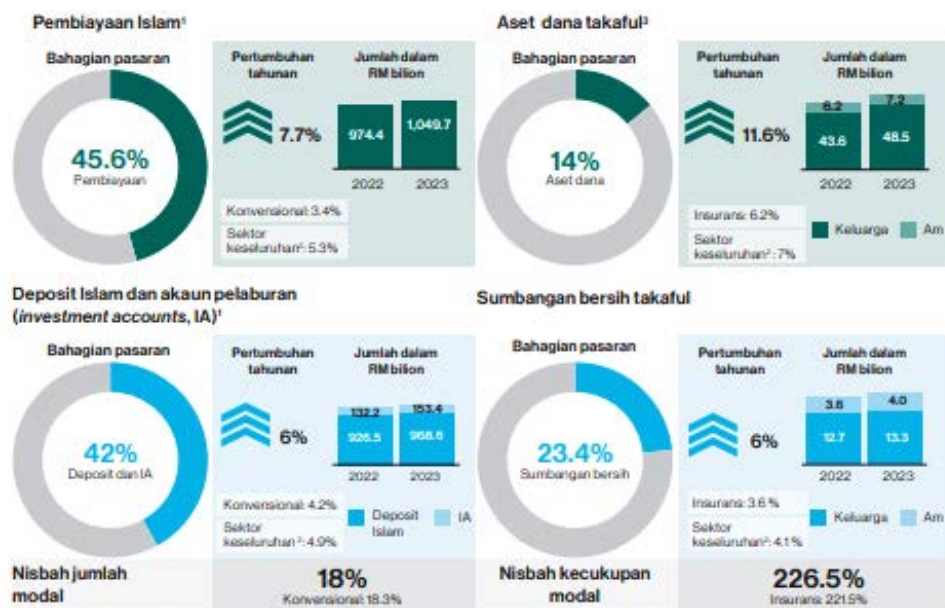 Pembiayaan Islam¹
Bahagian pasaran
45.6%
Pembiayaan
Pertumbuhan
tahunan
7.7%
Jumlah dalam
RM bilion
974.4
1,049.7
2022
2023
Konvensional: 3.4%
Sektor
keseluruhan²: 5.3%
Aset dana takaful³
Bahagian pasaran
14%
Aset dana
Pertumbuhan
tahunan
11.6%
Jumlah dalam
RM bilion
6.2
7.2
43.6
48.5
2022
2023
Insurans: 6.2%
Sektor
keseluruhan²: 7%
Keluarga
Am
Deposit Islam dan akaun pelaburan
(investment accounts, IA)¹
Bahagian pasaran
42%
Deposit dan IA
Pertumbuhan
tahunan
6%
Jumlah dalam
RM bilion
132.2
153.4
926.5
968.6
2022
2023
Konvensional: 4.2%
Sektor
keseluruhan²: 4.9%
Deposit
Islam
IA
Nisbah jumlah
modal
18%
Konvensional: 18.3%
Sumbangan bersih takaful
Bahagian pasaran
23.4%
Sumbangan bersih
Pertumbuhan
tahunan
6%
Jumlah dalam
RM bilion
3.6
4.0
12.7
13.3
2022
2023
Insurans: 3.6 %
Sektor
keseluruhan²: 4.1 %
Keluarga
Am
Nisbah kecukupan
modal
226.5%
Insurans: 221.5%